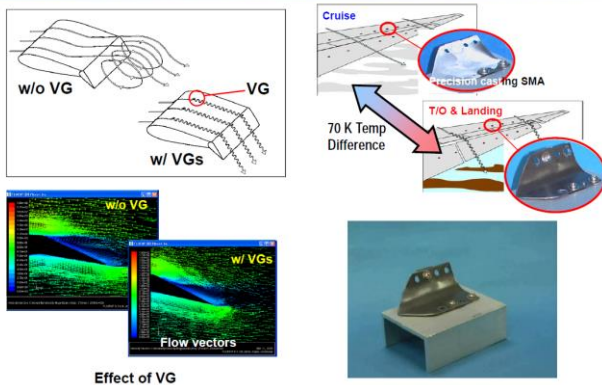 w/o VG
VG
w/ VGs
Cruise
Precision casting SMA
T/O & Landing
70 K Temp
Difference
w/o VG
w/ VGs
Flow vectors
Effect of VG